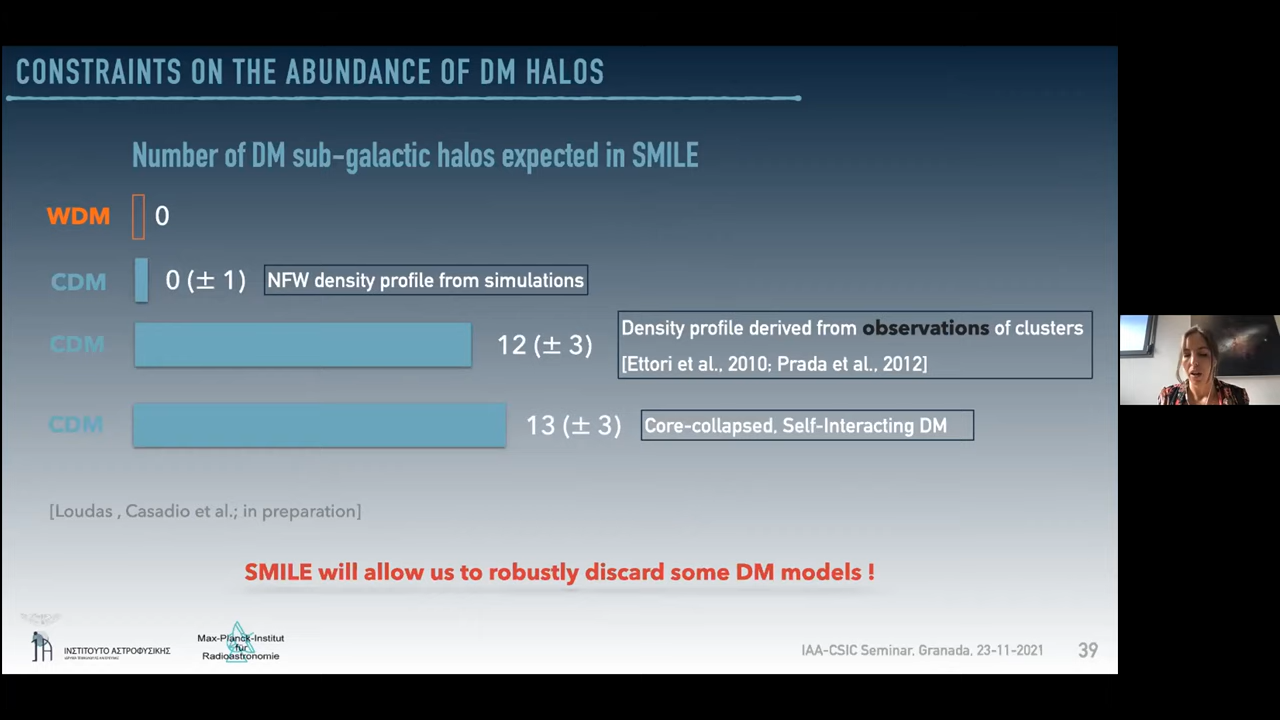 CONSTRAINTS ON THE ABUNDANCE OF DM HALOS
Number of DM sub-galactic halos expected in SMILE
WDM 0
CDM 0 (± 1) NFW density profile from simulations
CDM 12 (± 3) Density profile derived from observations of clusters
[Ettori et al., 2010; Prada et al., 2012]
CDM 13 (± 3) Core-collapsed, Self-Interacting DM
[Loudas , Casadio et al.; in preparation]
SMILE will allow us to robustly discard some DM models !
ΙΝΣΤΙΤΟΥΤΟ ΑΣΤΡΟΦΥΣΙΚΗΣ
Max-Planck-Institut
für
Radioastronomie
IAA-CSIC Seminar, Granada, 23-11-2021 39